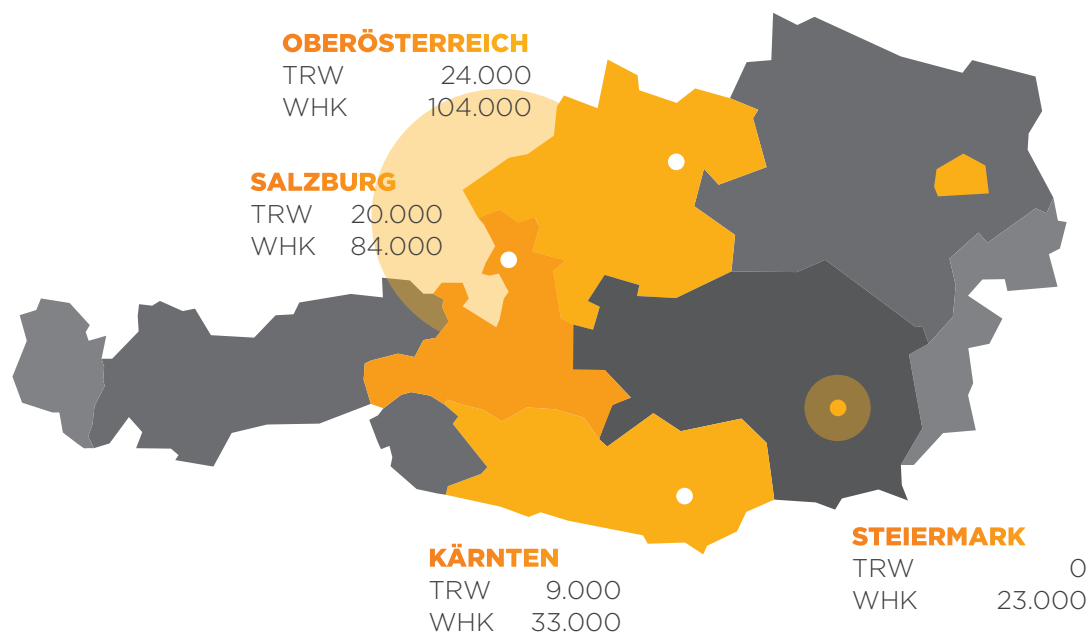 OBERÖSTERREICH
TRW 24.000
WHK 104.000
SALZBURG
TRW 20.000
WHK 84.000
KÄRNTEN
TRW 9.000
WHK 33.000
STEIERMARK
TRW 0
WHK 23.000